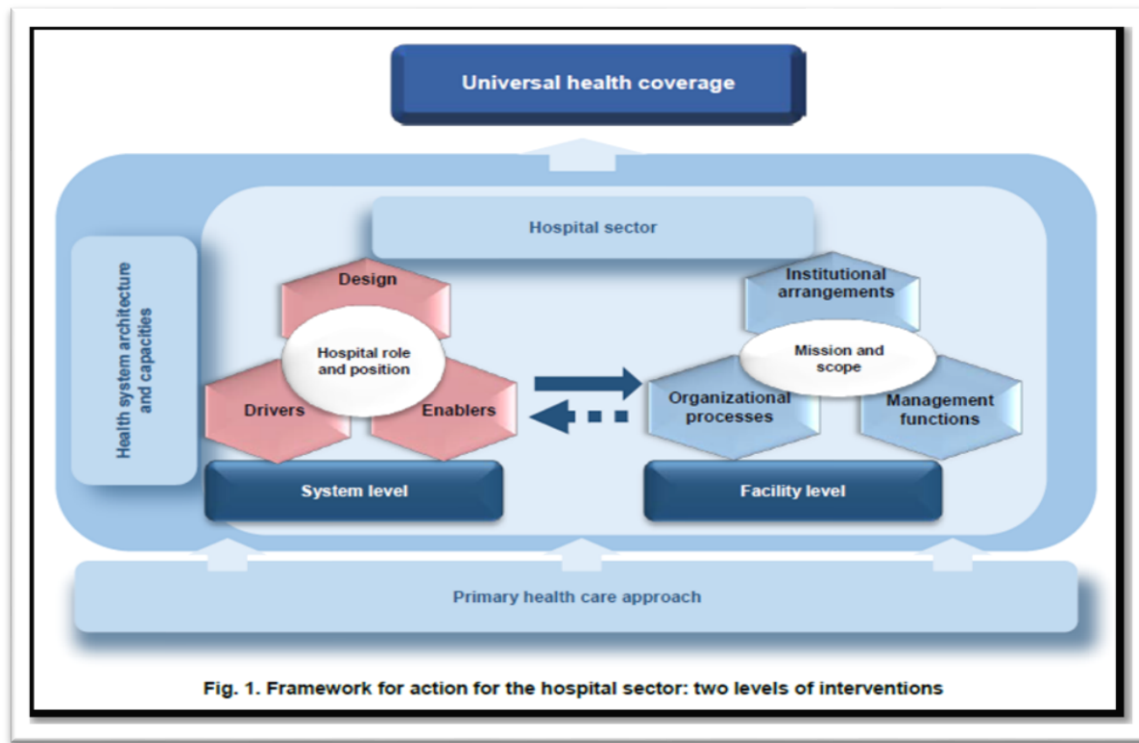 Universal health coverage
Hospital sector
Health system architecture
and capacities
Design
Hospital role
and position
Drivers
Enablers
System level
Institutional
arrangements
Mission and
scope
Organizational
processes
Management
functions
Facility level
Primary health care approach
Fig. 1. Framework for action for the hospital sector: two levels of interventions